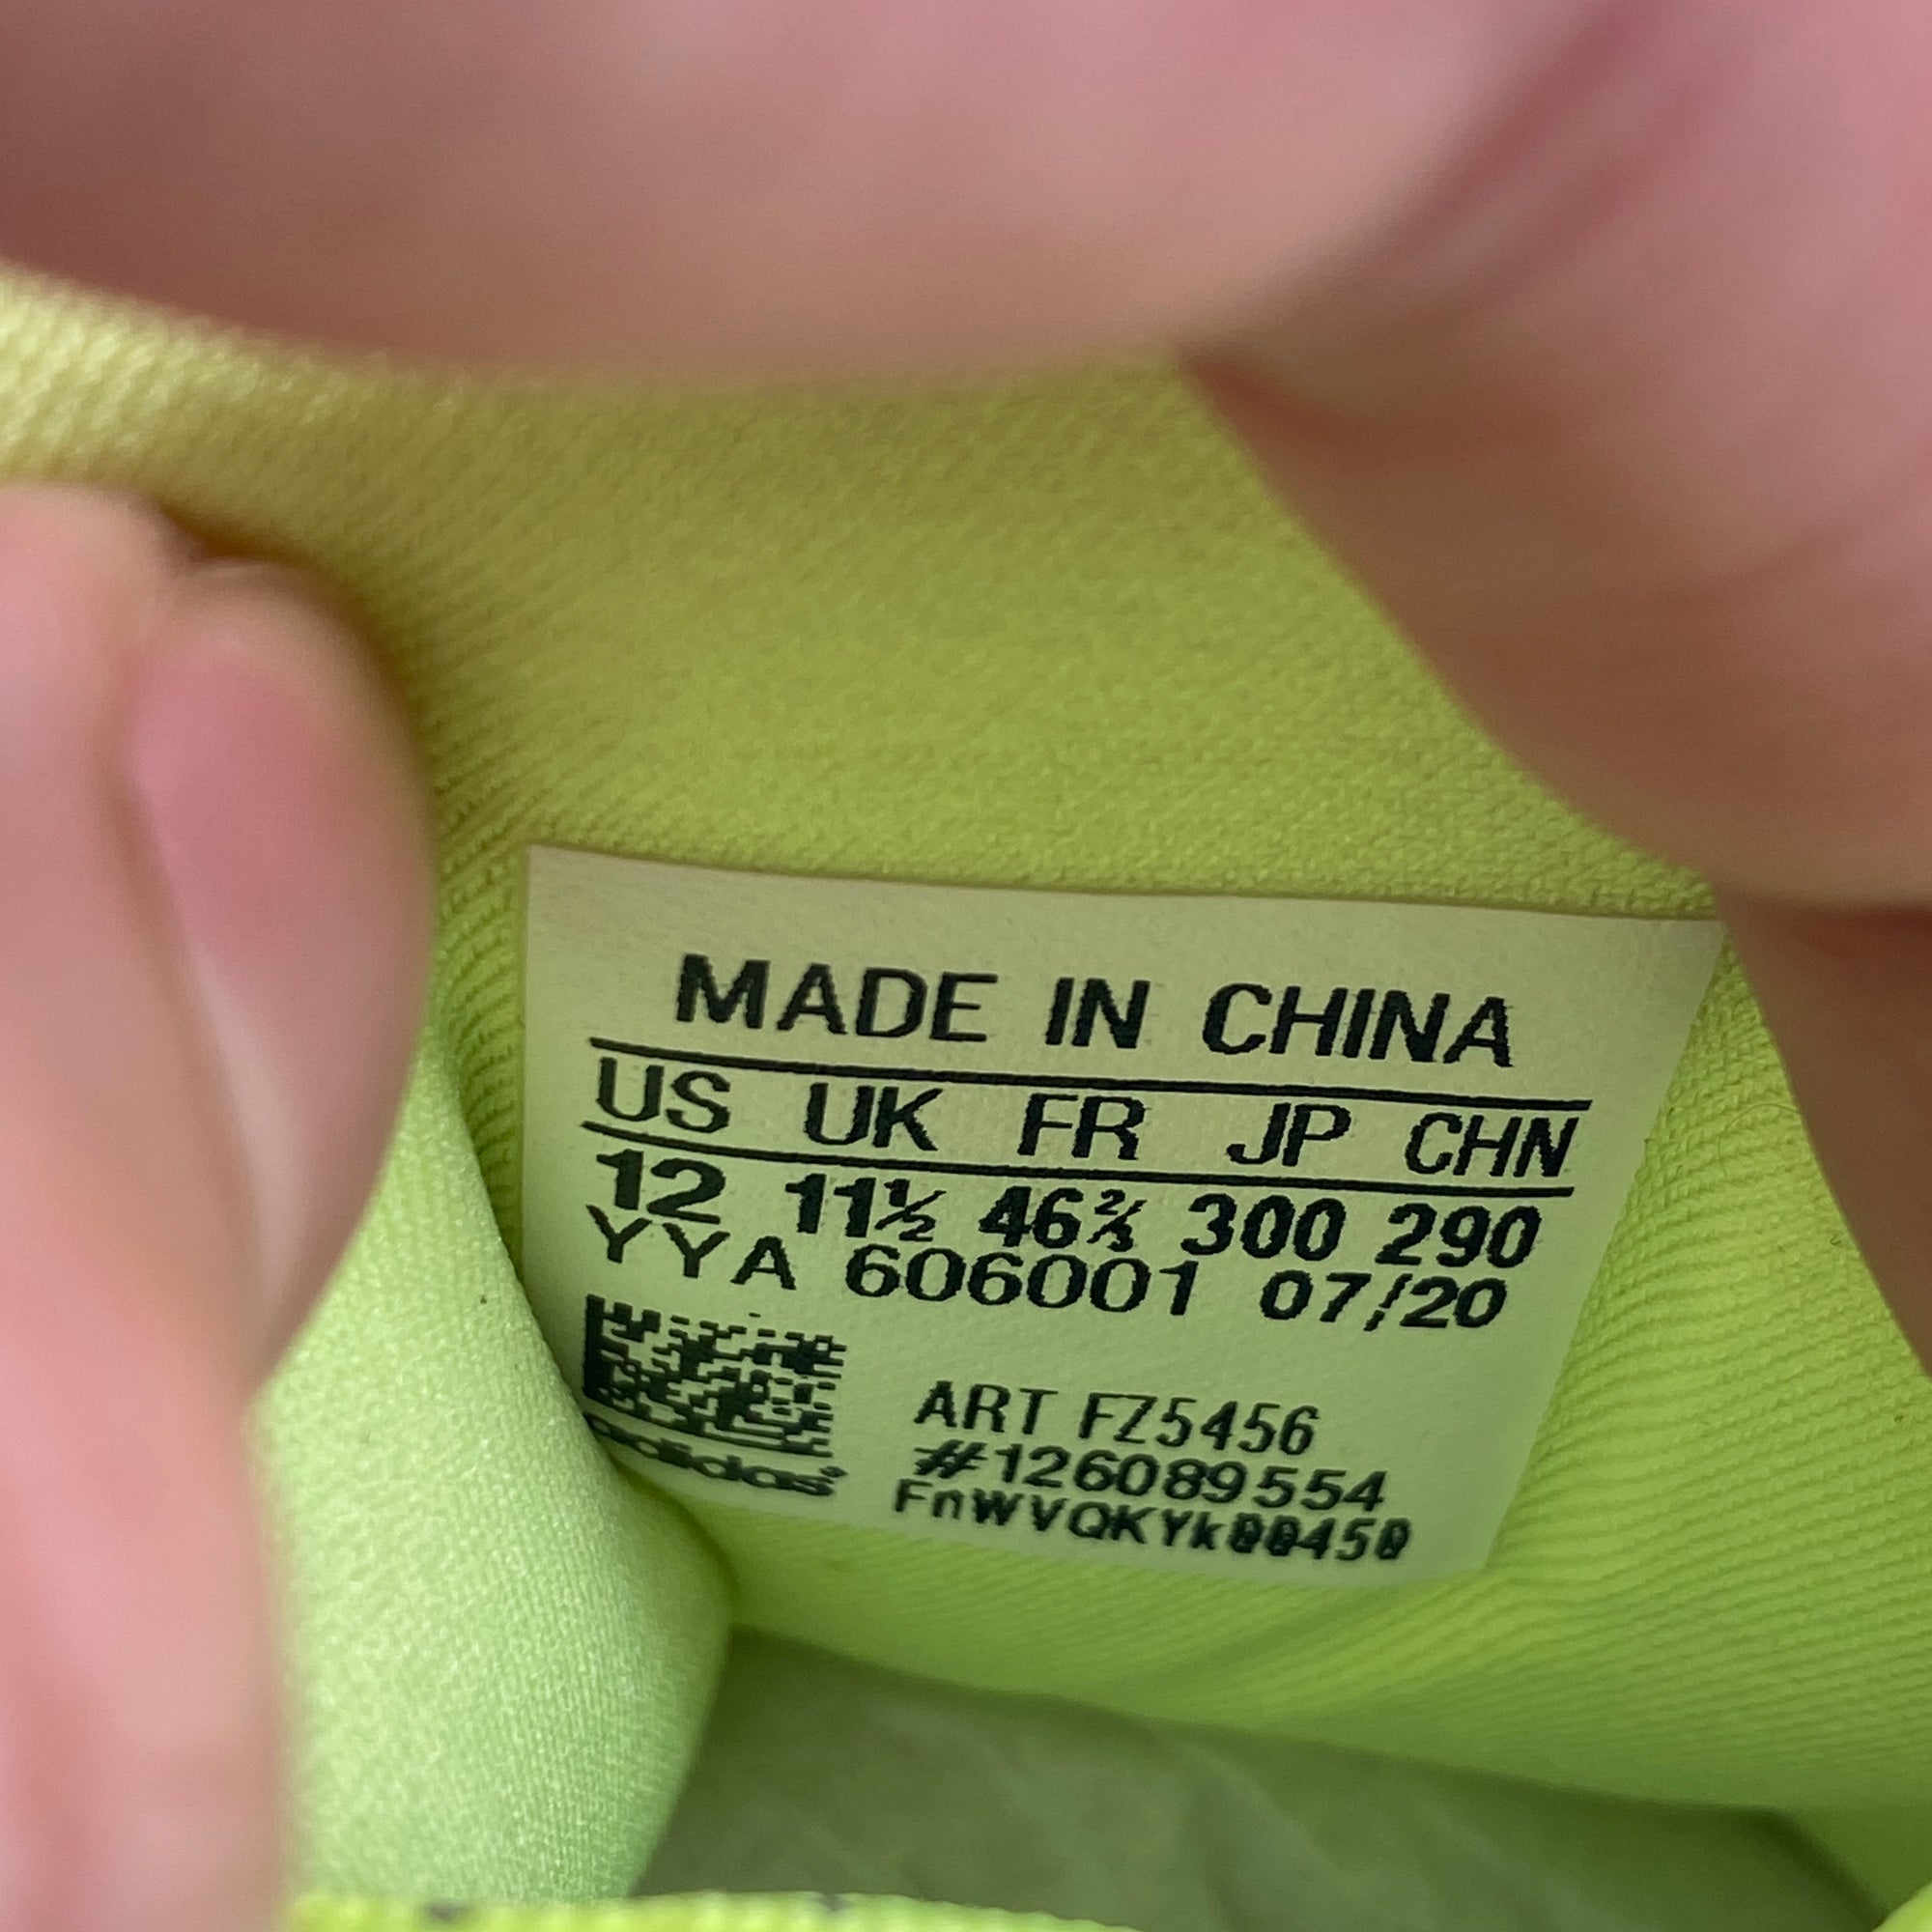 MADE IN CHINA
US UK FR JP CHN
12 11½ 46⅔ 300 290
YYA 606001 07/20
ART FZ5456
#126089554
FnWVQKYk00450
adidas